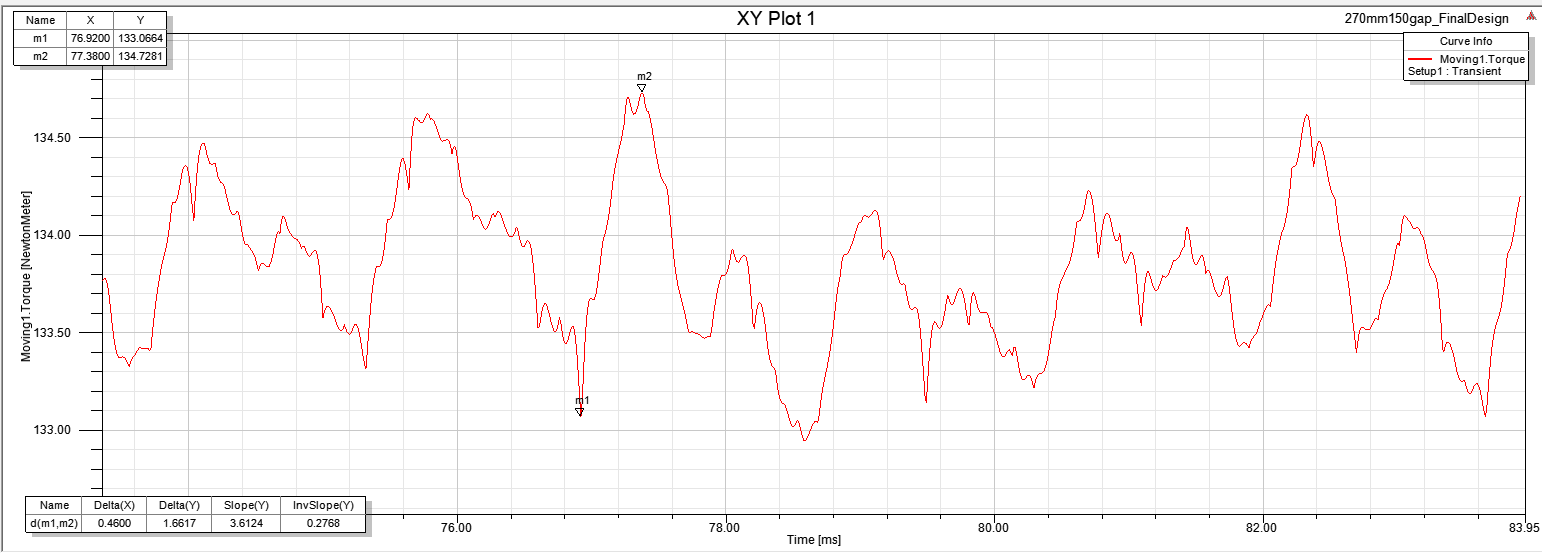 XY Plot 1
270mm150gap_FinalDesign
Name X Y
m1 76.9200 133.0664
m2 77.3800 134.7281
Curve Info
Moving1.Torque
Setup1 : Transient
m2
m1
Moving1.Torque [NewtonMeter]
134.50
134.00
133.50
133.00
Name Delta(X) Delta(Y) Slope(Y) InvSlope(Y)
d(m1,m2) 0.4600 1.6617 3.6124 0.2768
76.00 78.00 80.00 82.00 83.95
Time [ms]